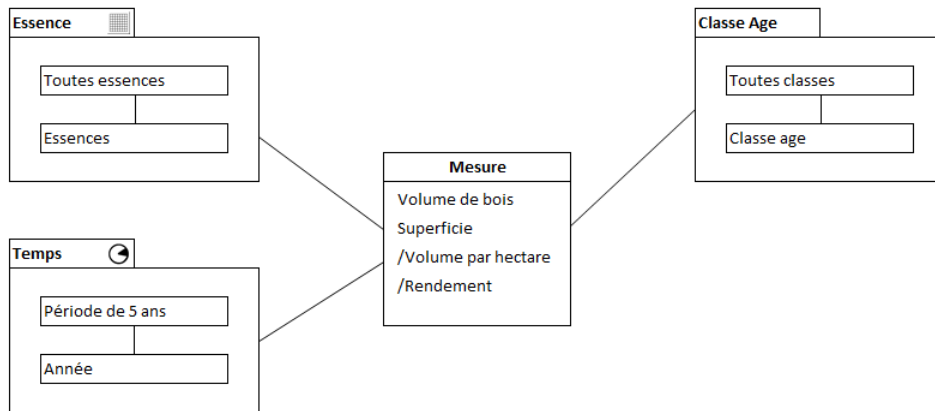 Essence
Toutes essences
Essences
Classe Age
Toutes classes
Classe age
Mesure
Volume de bois
Superficie
/Volume par hectare
/Rendement
Temps
Période de 5 ans
Année